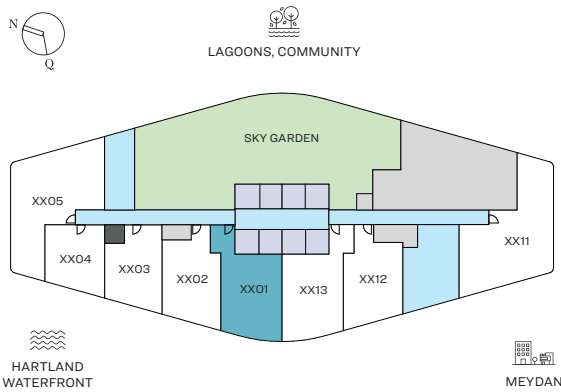 N
Q
LAGOONS, COMMUNITY
SKY GARDEN
XX05
XX11
XX04
XX03
XX02
XX01
XX13
XX12
HARTLAND
WATERFRONT
MEYDAN